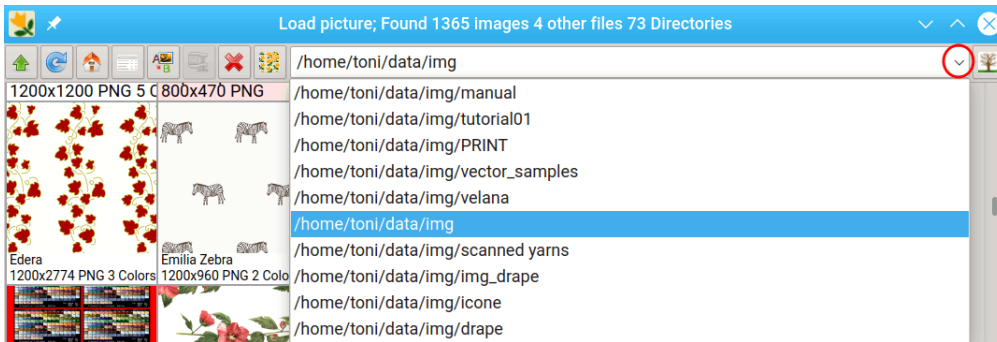 Load picture; Found 1365 images 4 other files 73 Directories
/home/toni/data/img
1200x1200 PNG 5 C
800x470 PNG
/home/toni/data/img/manual
/home/toni/data/img/tutorial01
/home/toni/data/img/PRINT
/home/toni/data/img/vector_samples
/home/toni/data/img/velana
/home/toni/data/img
/home/toni/data/img/scanned yarns
/home/toni/data/img/img_drape
/home/toni/data/img/icone
/home/toni/data/img/drape
Edera
1200x2774 PNG 3 Colors
Emilia Zebra
1200x960 PNG 2 Colo